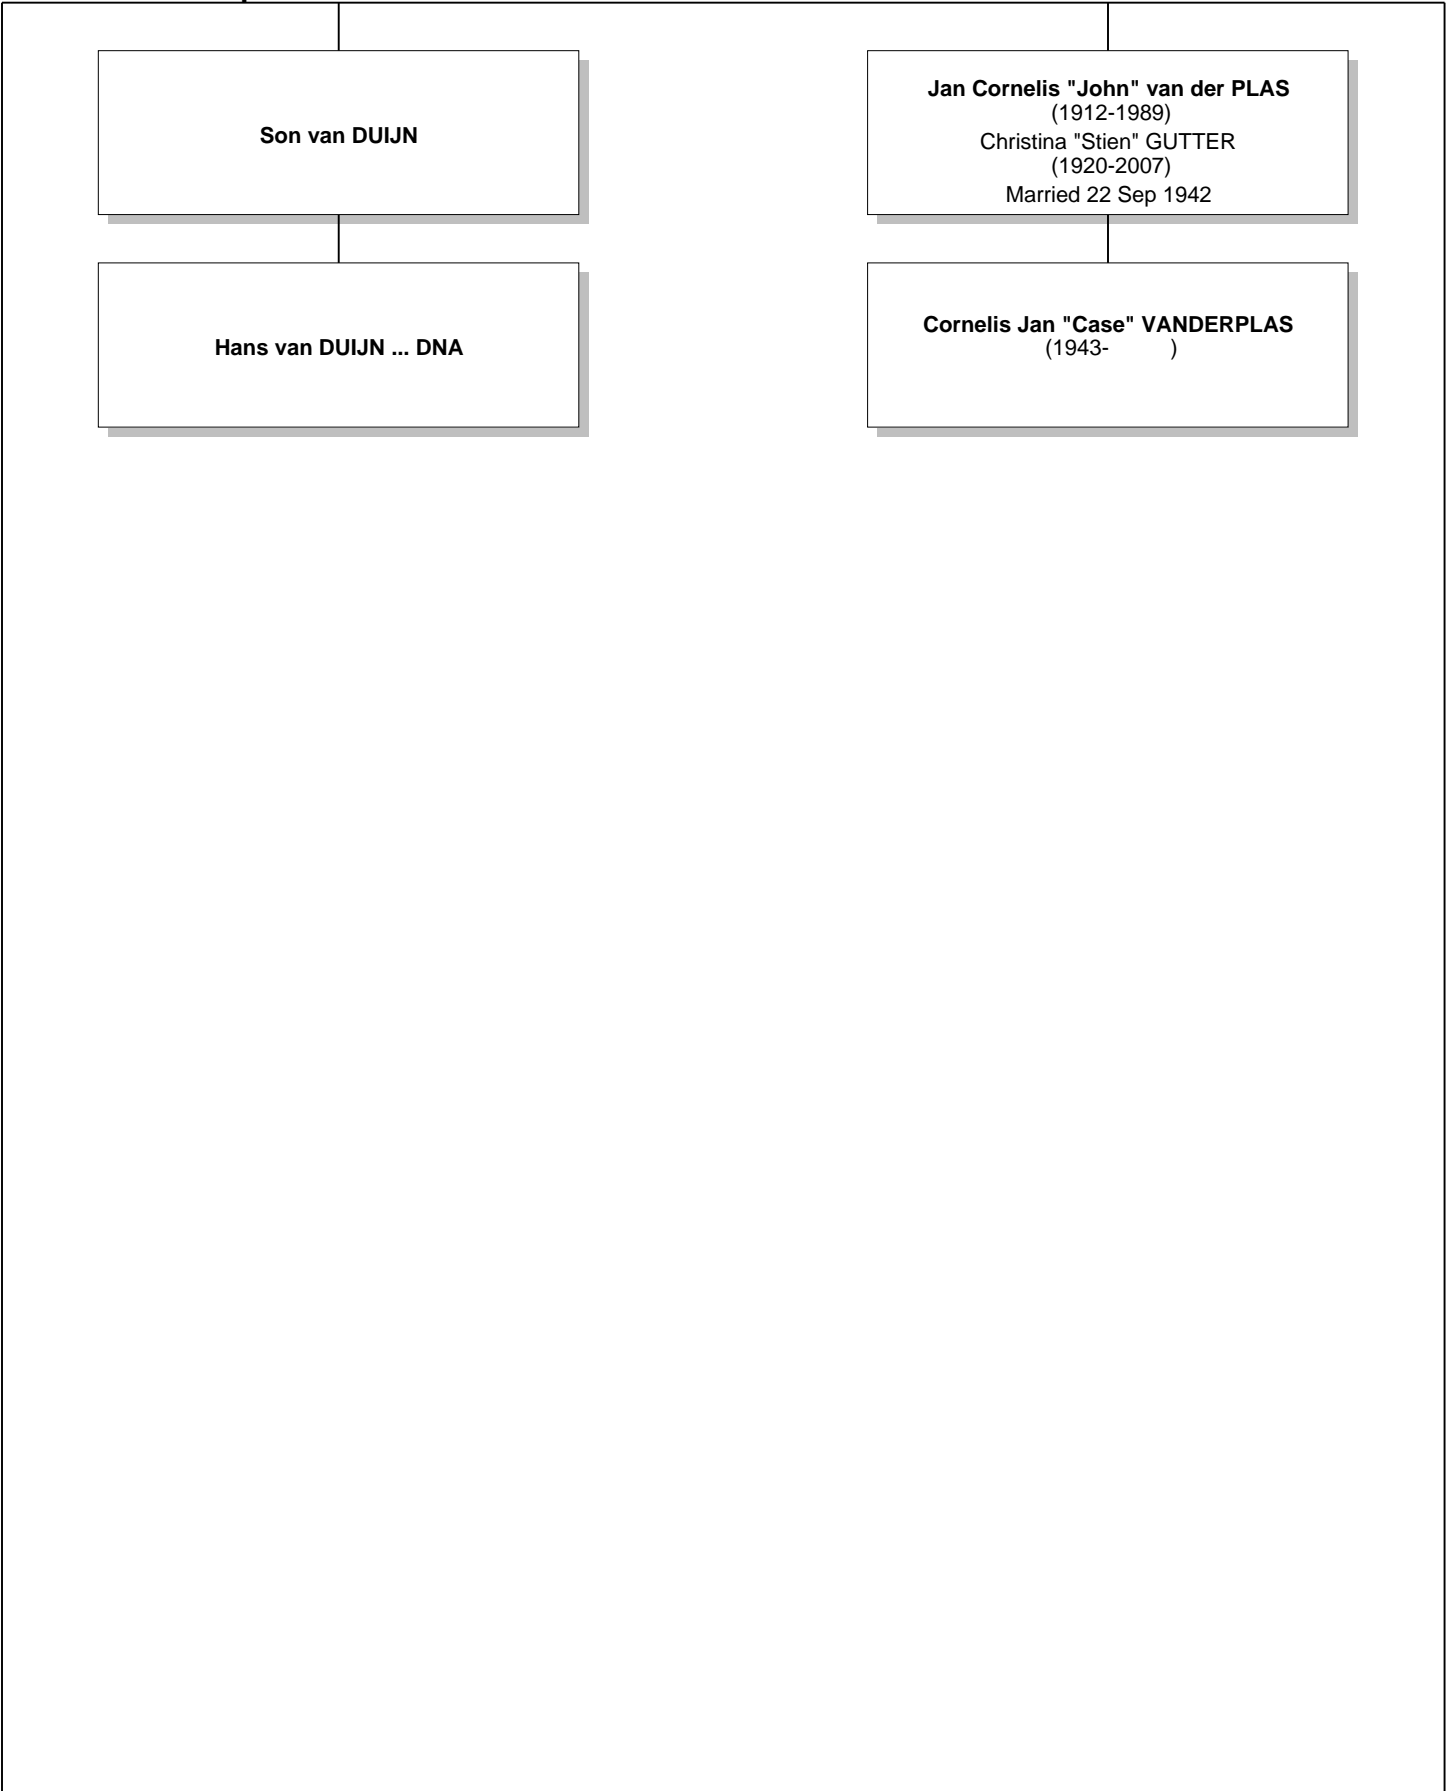 Son van DUIJN
Jan Cornelis "John" van der PLAS
(1912-1989)
Christina "Stien" GUTTER
(1920-2007)
Married 22 Sep 1942
Hans van DUIJN ... DNA
Cornelis Jan "Case" VANDERPLAS
(1943- )